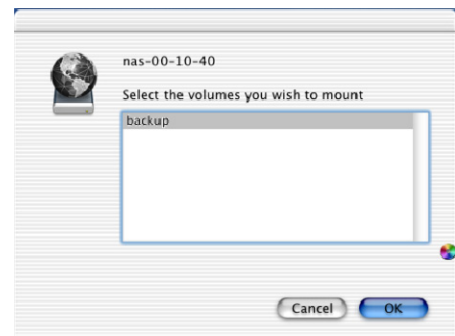 nas-00-10-40
Select the volumes you wish to mount
backup
Cancel OK